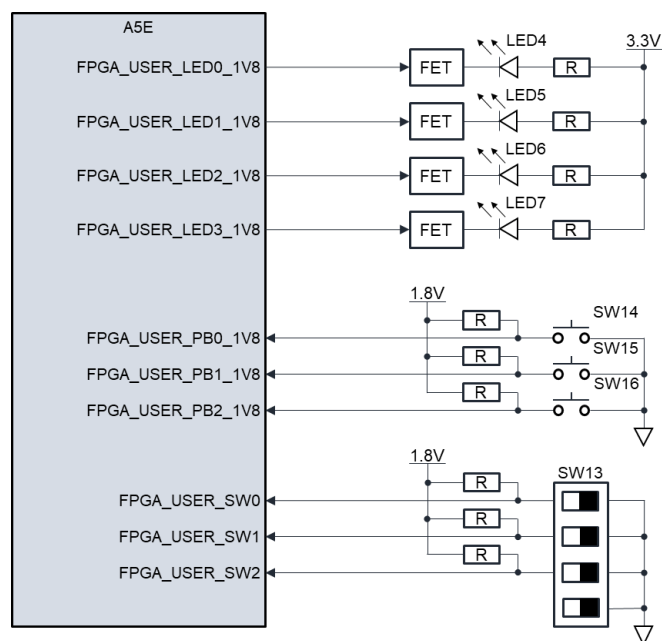 A5E
FPGA_USER_LED0_1V8
FET
LED4
R
3.3V
FPGA_USER_LED1_1V8
FET
LED5
R
FPGA_USER_LED2_1V8
FET
LED6
R
FPGA_USER_LED3_1V8
FET
LED7
R
1.8V
FPGA_USER_PB0_1V8
R
SW14
FPGA_USER_PB1_1V8
R
SW15
FPGA_USER_PB2_1V8
R
SW16
1.8V
SW13
FPGA_USER_SW0
R
FPGA_USER_SW1
R
FPGA_USER_SW2
R